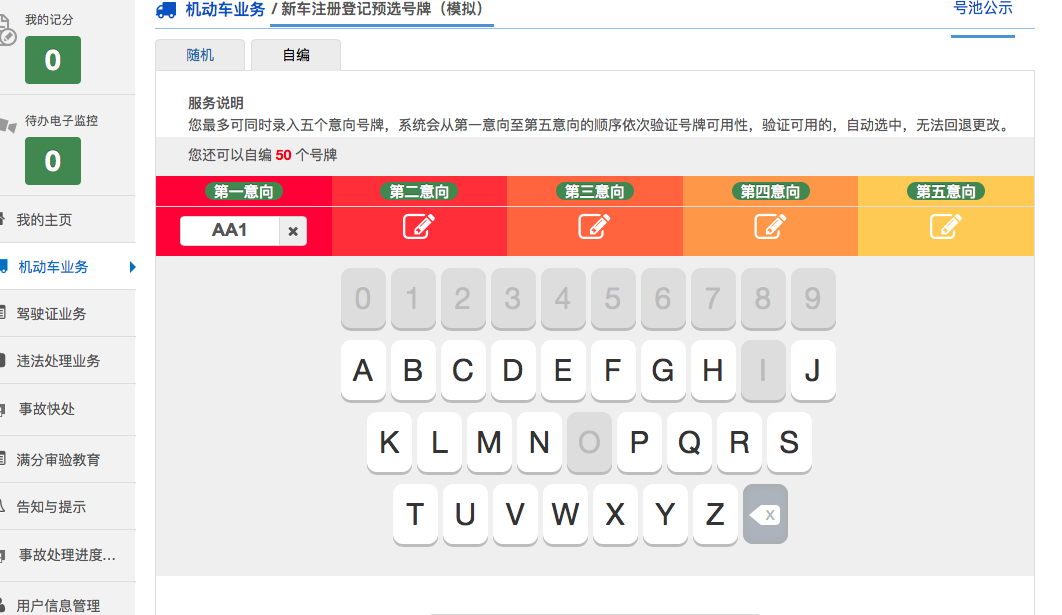 我的记分
0
待办电子监控
0
我的主页
机动车业务
驾驶证业务
违法处理业务
事故快处
满分审验教育
告知与提示
事故处理进度...
用户信息管理
机动车业务 / 新车注册登记预选号牌（模拟）
号池公示
随机 自编
服务说明
您最多可同时录入五个意向号牌，系统会从第一意向至第五意向的顺序依次验证号牌可用性，验证可用的，自动选中，无法回退更改。
您还可以自编 50 个号牌
第一意向 第二意向 第三意向 第四意向 第五意向
AA1 ×
0 1 2 3 4 5 6 7 8 9
A B C D E F G H I J
K L M N O P Q R S
T U V W X Y Z X